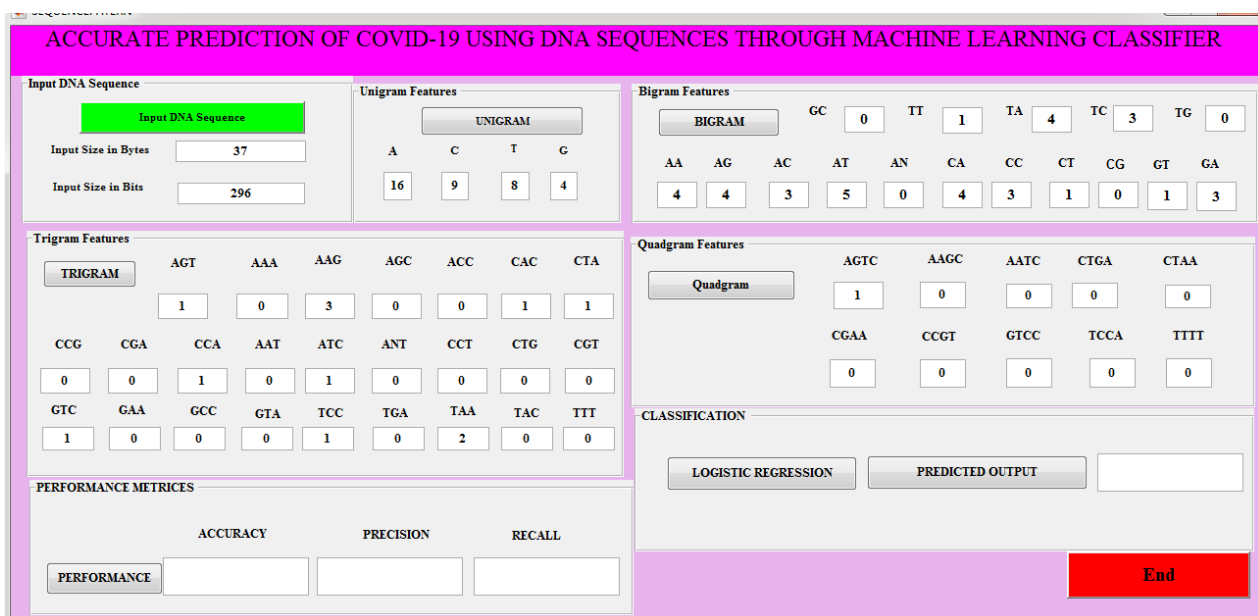 ACCURATE PREDICTION OF COVID-19 USING DNA SEQUENCES THROUGH MACHINE LEARNING CLASSIFIER
Input DNA Sequence
Input DNA Sequence
Input Size in Bytes 37
Input Size in Bits 296
Unigram Features
UNIGRAM
A C T G
16 9 8 4
Bigram Features
BIGRAM GC 0 TT 1 TA 4 TC 3 TG 0
AA AG AC AT AN CA CC CT CG GT GA
4 4 3 5 0 4 3 1 0 1 3
Trigram Features
TRIGRAM AGT AAA AAG AGC ACC CAC CTA
1 0 3 0 0 1 1
CCG CGA CCA AAT ATC ANT CCT CTG CGT
0 0 1 0 1 0 0 0 0
GTC GAA GCC GTA TCC TGA TAA TAC TTT
1 0 0 0 1 0 2 0 0
Quadgram Features
Quadgram AGTC AAGC AATC CTGA CTAA
1 0 0 0 0
CGAA CCGT GTCC TCCA TTTT
0 0 0 0 0
CLASSIFICATION
LOGISTIC REGRESSION PREDICTED OUTPUT
PERFORMANCE METRICES
ACCURACY PRECISION RECALL
PERFORMANCE
End